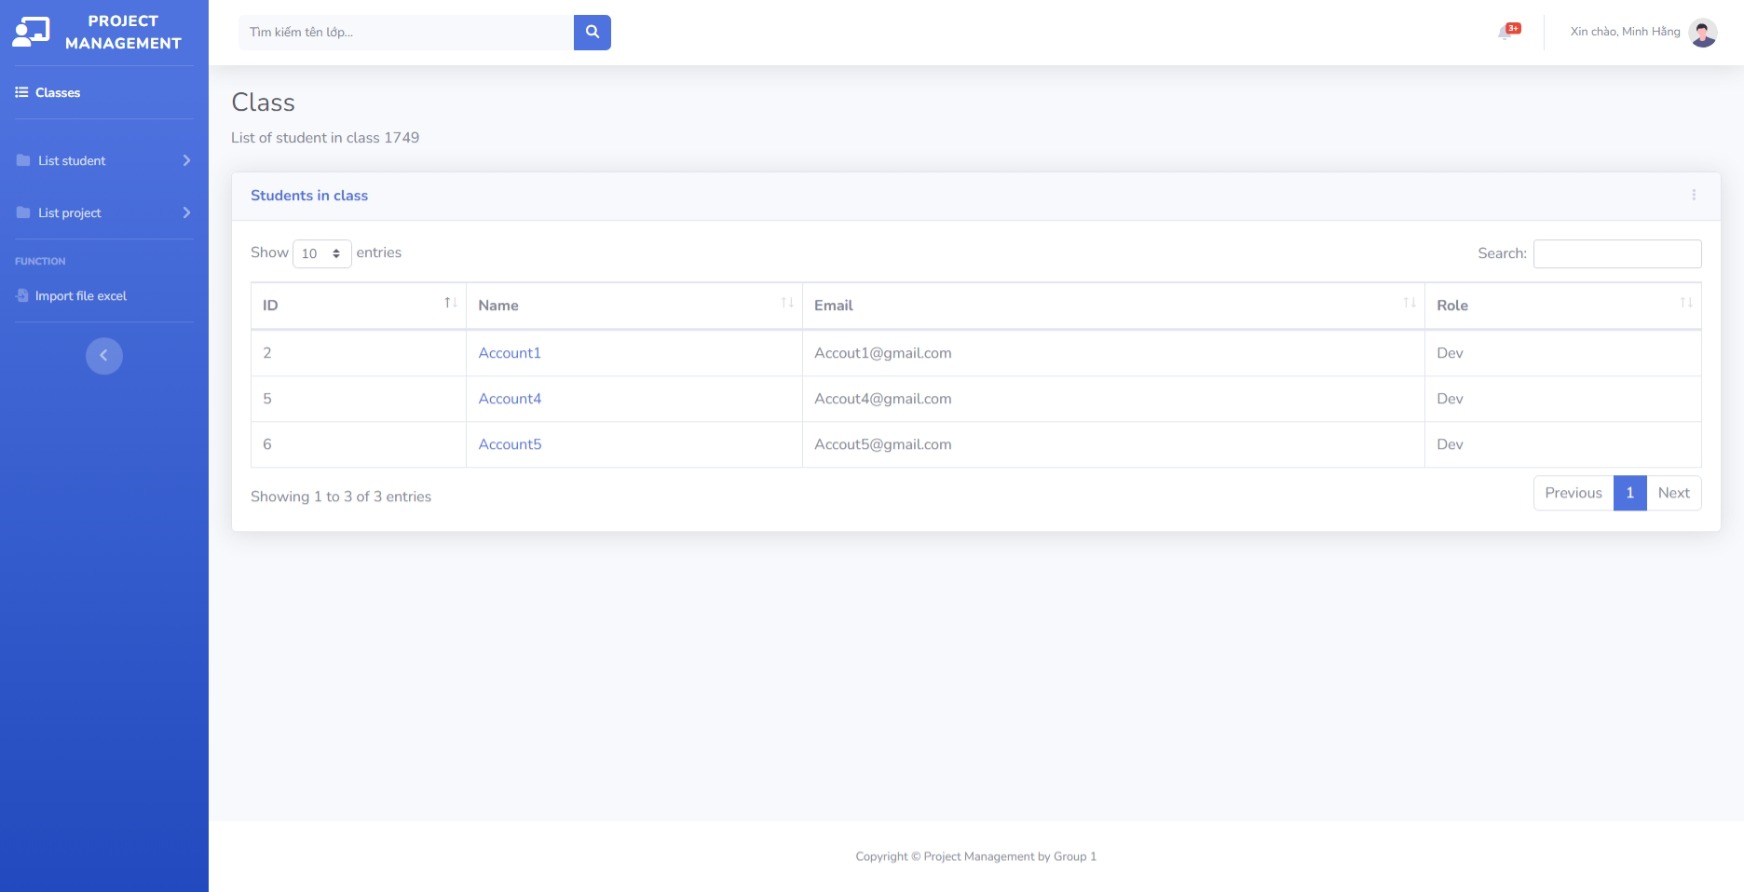 PROJECT
MANAGEMENT
Classes
List student
List project
FUNCTION
Import file excel
Tìm kiếm tên lớp...
3+
Xin chào, Minh Hằng
Class
List of student in class 1749
Students in class
Show 10 entries
Search:
ID Name Email Role
2 Account1 Accout1@gmail.com Dev
5 Account4 Accout4@gmail.com Dev
6 Account5 Accout5@gmail.com Dev
Showing 1 to 3 of 3 entries
Previous 1 Next
Copyright © Project Management by Group 1